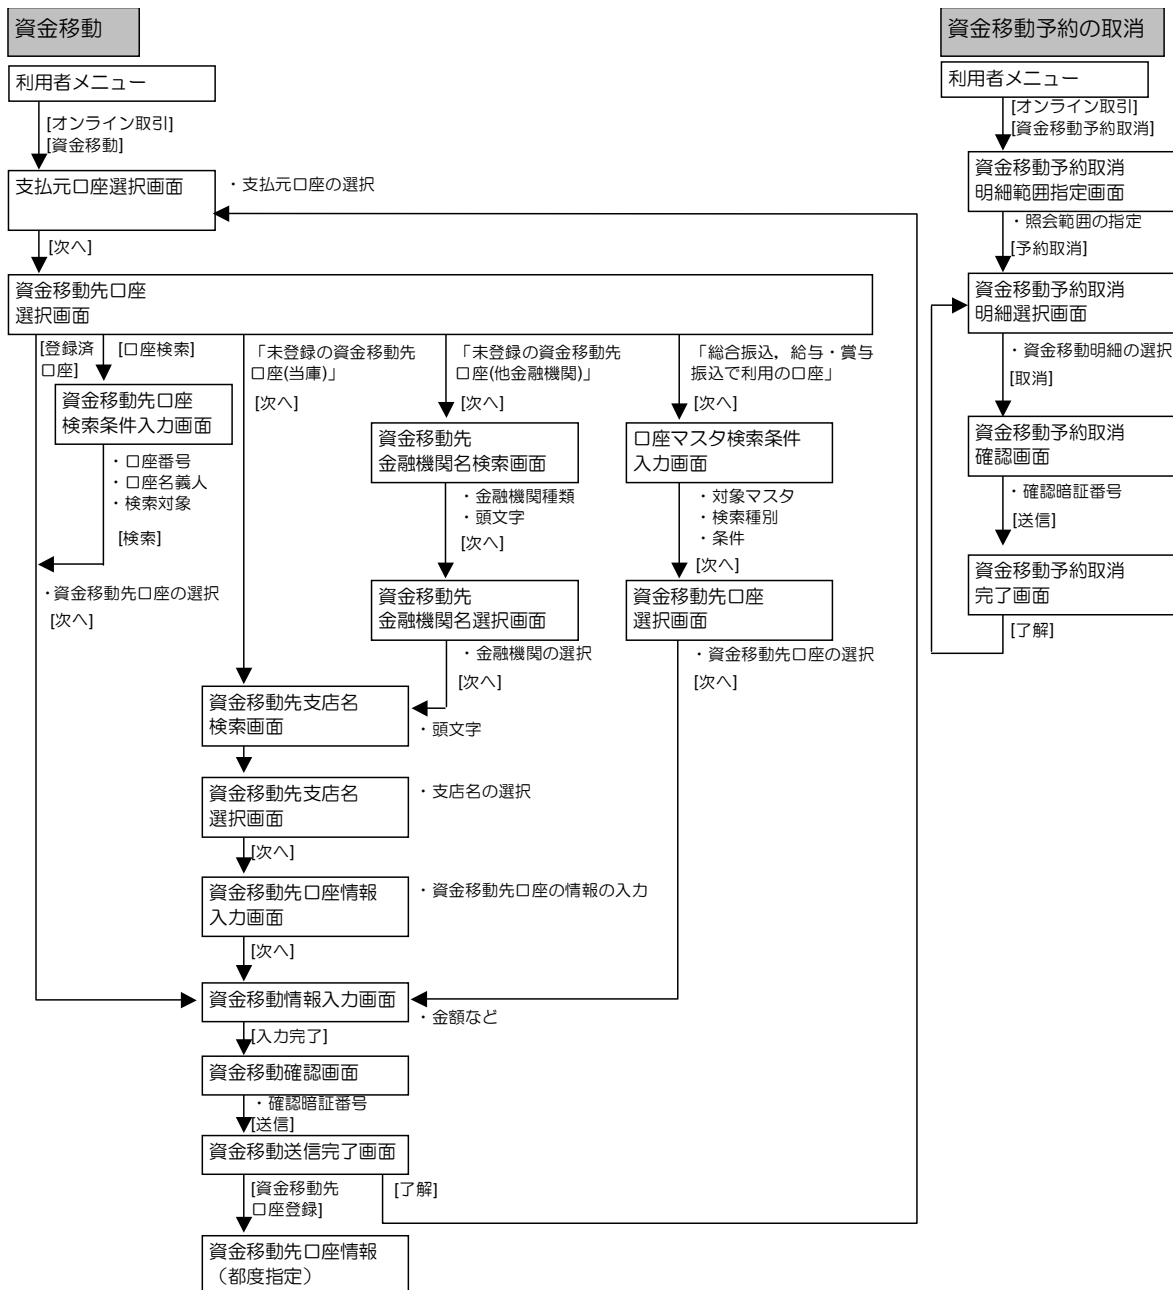 資金移動
利用者メニュー
[オンライン取引]
[資金移動]
支払元口座選択画面
・支払元口座の選択
[次へ]
資金移動先口座
選択画面
[登録済
口座]
[口座検索]
資金移動先口座
検索条件入力画面
・口座番号
・口座名義人
・検索対象
[検索]
・資金移動先口座の選択
[次へ]
「未登録の資金移動先
口座(当庫)」
[次へ]
「未登録の資金移動先
口座(他金融機関)」
[次へ]
資金移動先
金融機関名検索画面
・金融機関種類
・頭文字
[次へ]
資金移動先
金融機関名選択画面
・金融機関の選択
[次へ]
「総合振込，給与・賞与
振込で利用の口座」
[次へ]
口座マスタ検索条件
入力画面
・対象マスタ
・検索種別
・条件
[次へ]
資金移動先口座
選択画面
・資金移動先口座の選択
[次へ]
資金移動先支店名
検索画面
・頭文字
資金移動先支店名
選択画面
・支店名の選択
[次へ]
資金移動先口座情報
入力画面
・資金移動先口座の情報の入力
[次へ]
資金移動情報入力画面
・金額など
[入力完了]
資金移動確認画面
・確認暗証番号
[送信]
資金移動送信完了画面
[資金移動先
口座登録]
[了解]
資金移動先口座情報
（都度指定）
資金移動予約の取消
利用者メニュー
[オンライン取引]
[資金移動予約取消]
資金移動予約取消
明細範囲指定画面
・照会範囲の指定
[予約取消]
資金移動予約取消
明細選択画面
・資金移動明細の選択
[取消]
資金移動予約取消
確認画面
・確認暗証番号
[送信]
資金移動予約取消
完了画面
[了解]